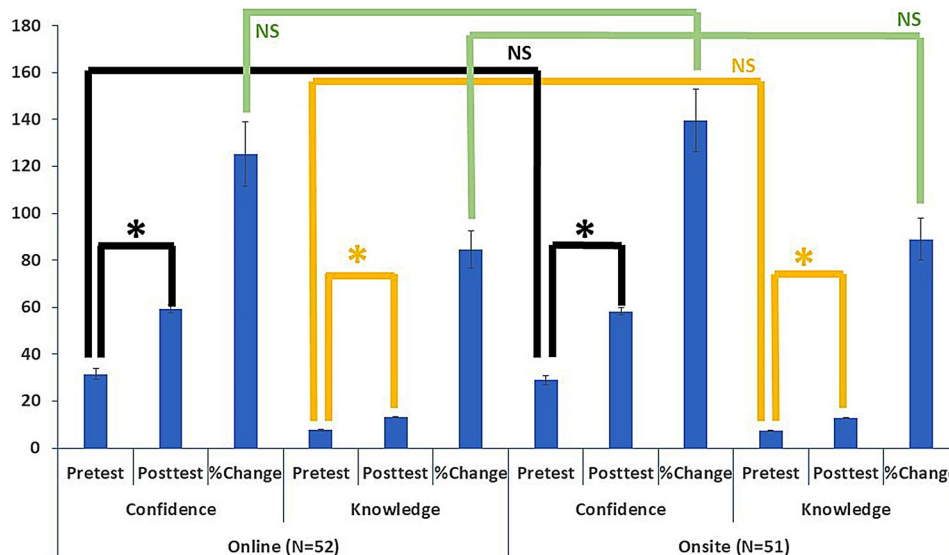 180
160
140
120
100
80
60
40
20
0
NS
NS
NS
NS
*
*
*
*
Pretest Posttest %Change Pretest Posttest %Change Pretest Posttest %Change Pretest Posttest %Change
Confidence Knowledge Confidence Knowledge
Online (N=52) Onsite (N=51)